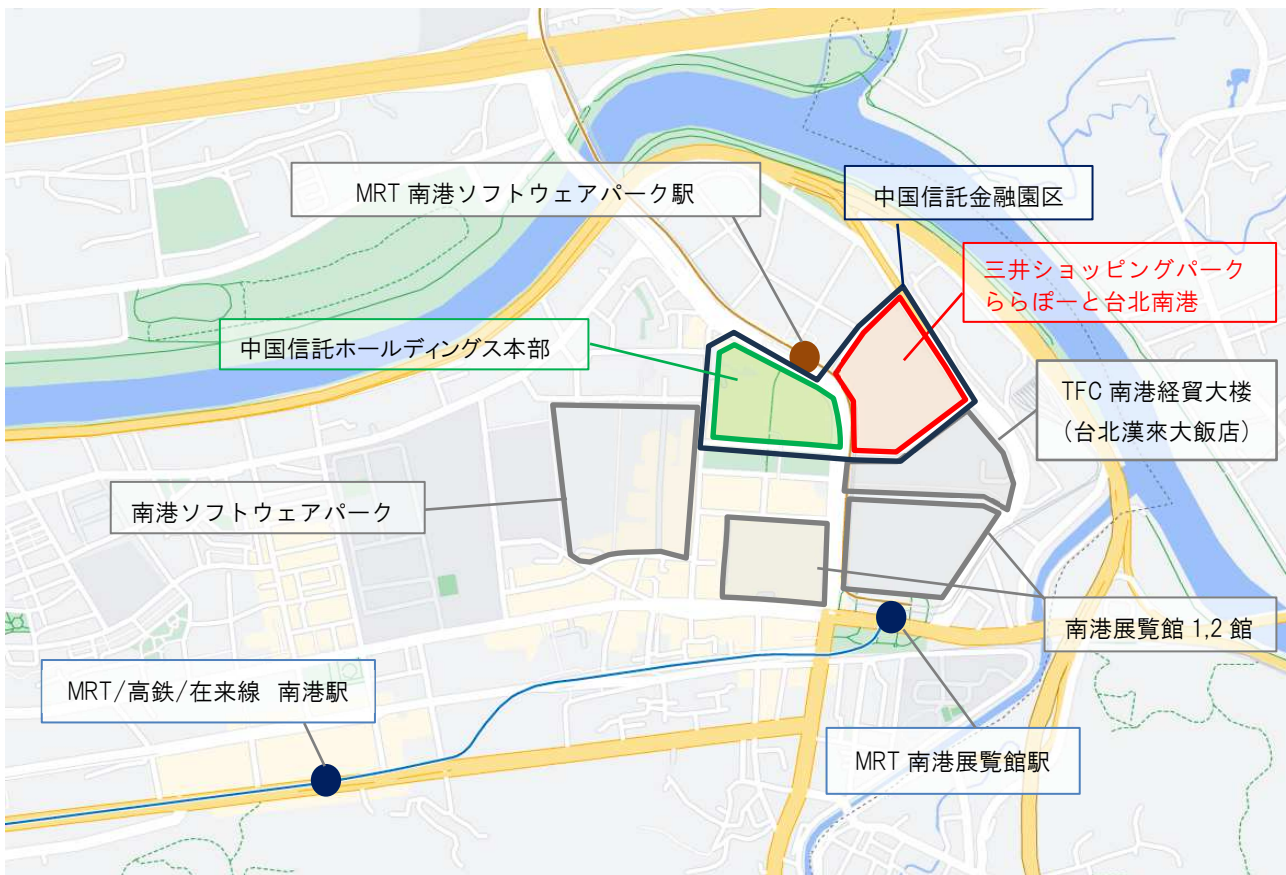 MRT 南港ソフトウェアパーク駅
中国信託金融園区
三井ショッピングパーク
ららぽーと台北南港
中国信託ホールディングス本部
TFC 南港経貿大楼
(台北漢來大飯店)
南港ソフトウェアパーク
南港展覧館 1,2 館
MRT/高鉄/在来線 南港駅
MRT 南港展覧館駅